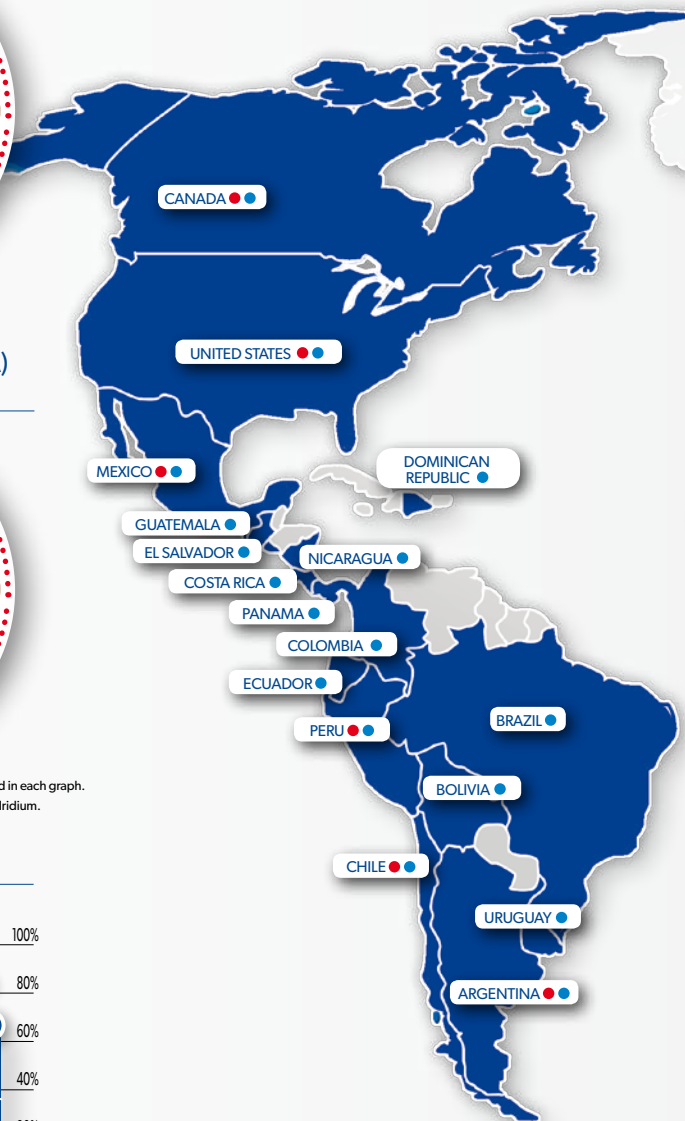 CANADA
UNITED STATES
)
MEXICO
DOMINICAN
REPUBLIC
GUATEMALA
EL SALVADOR
NICARAGUA
COSTA RICA
PANAMA
COLOMBIA
ECUADOR
PERU
BRAZIL
d in each graph.
BOLIVIA
CHILE
URUGUAY
100%
80%
ARGENTINA
60%
40%